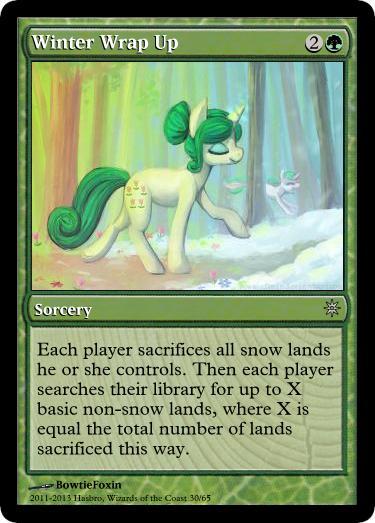 Winter Wrap Up 2
Sorcery
Each player sacrifices all snow lands
he or she controls. Then each player
searches their library for up to X
basic non-snow lands, where X is
equal the total number of lands
sacrificed this way.
BowtieFoxin
2011-2013 Hasbro, Wizards of the Coast 30/65